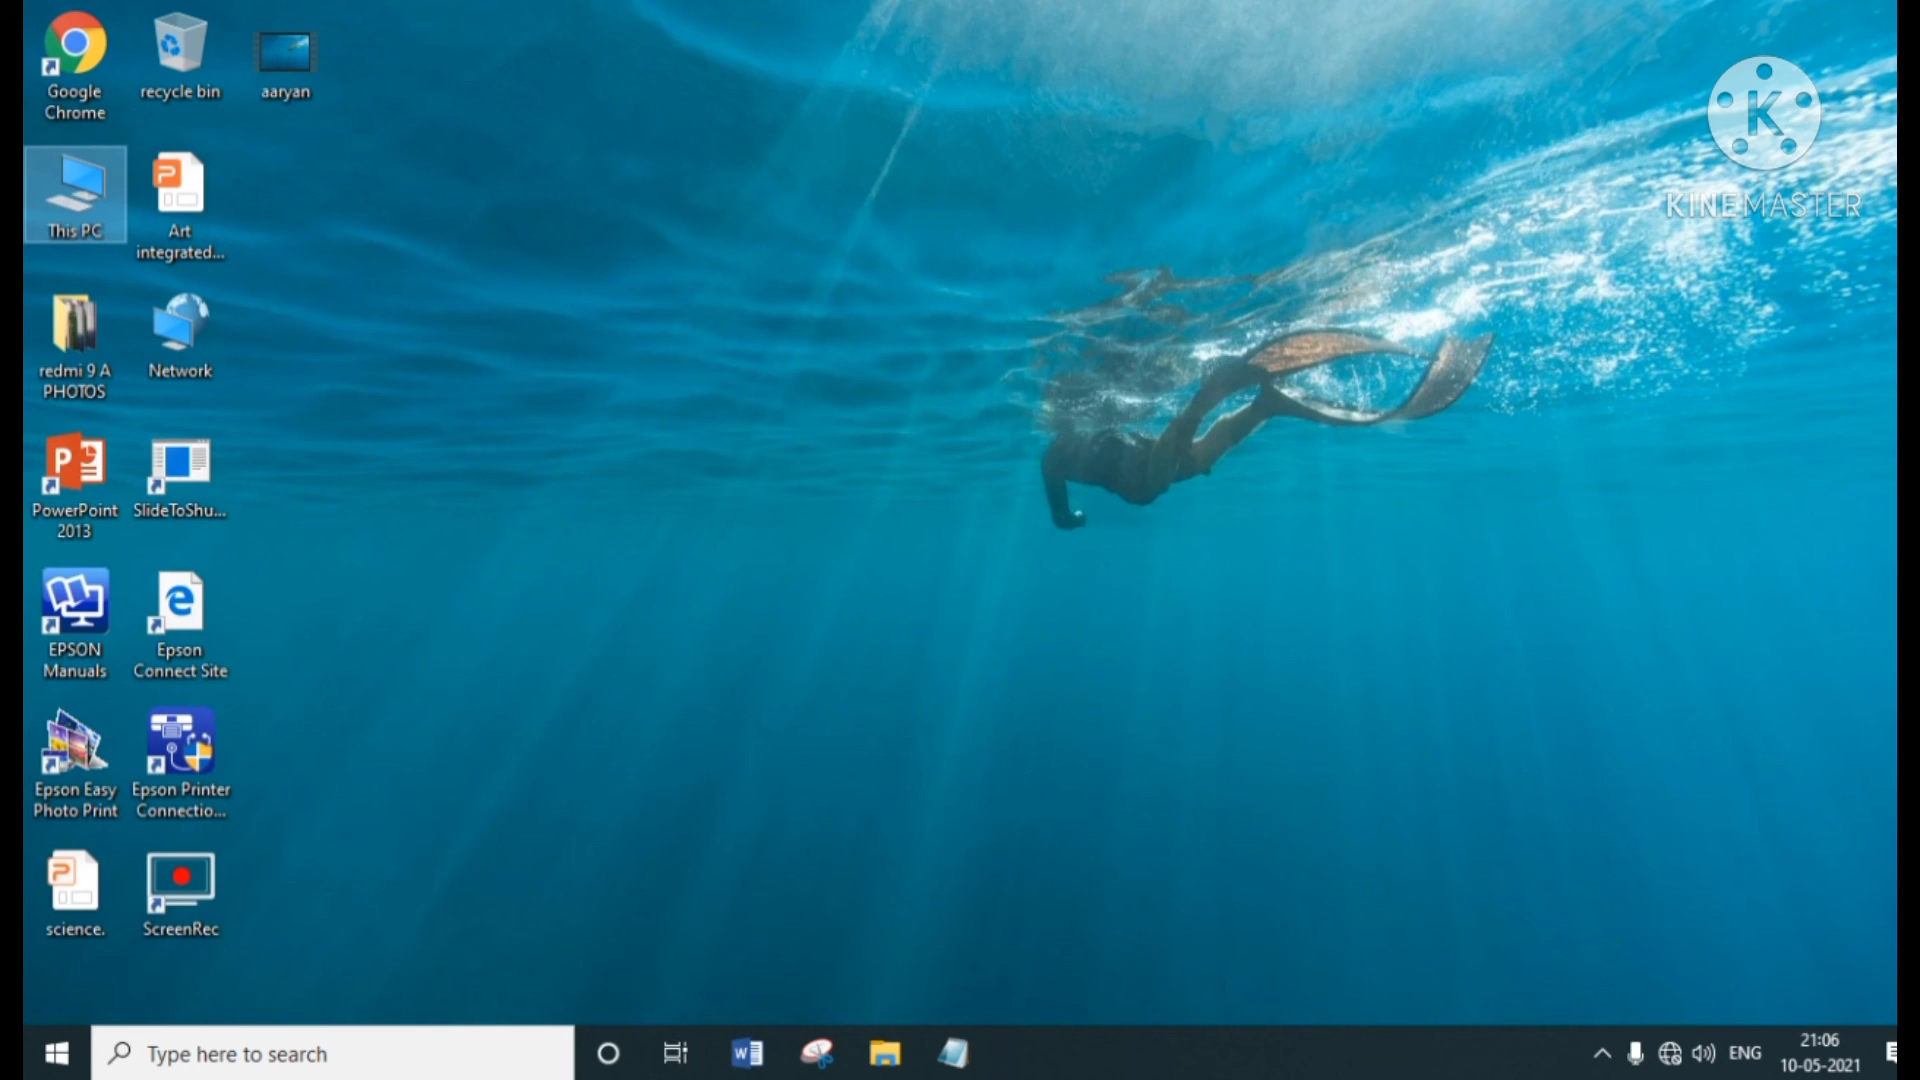 Google
Chrome
recycle bin
aaryan
This PC
Art
integrated...
redmi 9 A
PHOTOS
Network
PowerPoint
2013
SlideToShu...
EPSON
Manuals
Epson
Connect Site
Epson Easy
Photo Print
Epson Printer
Connectio...
science.
ScreenRec
K
KINEMASTER
Type here to search
ENG
21:06
10-05-2021